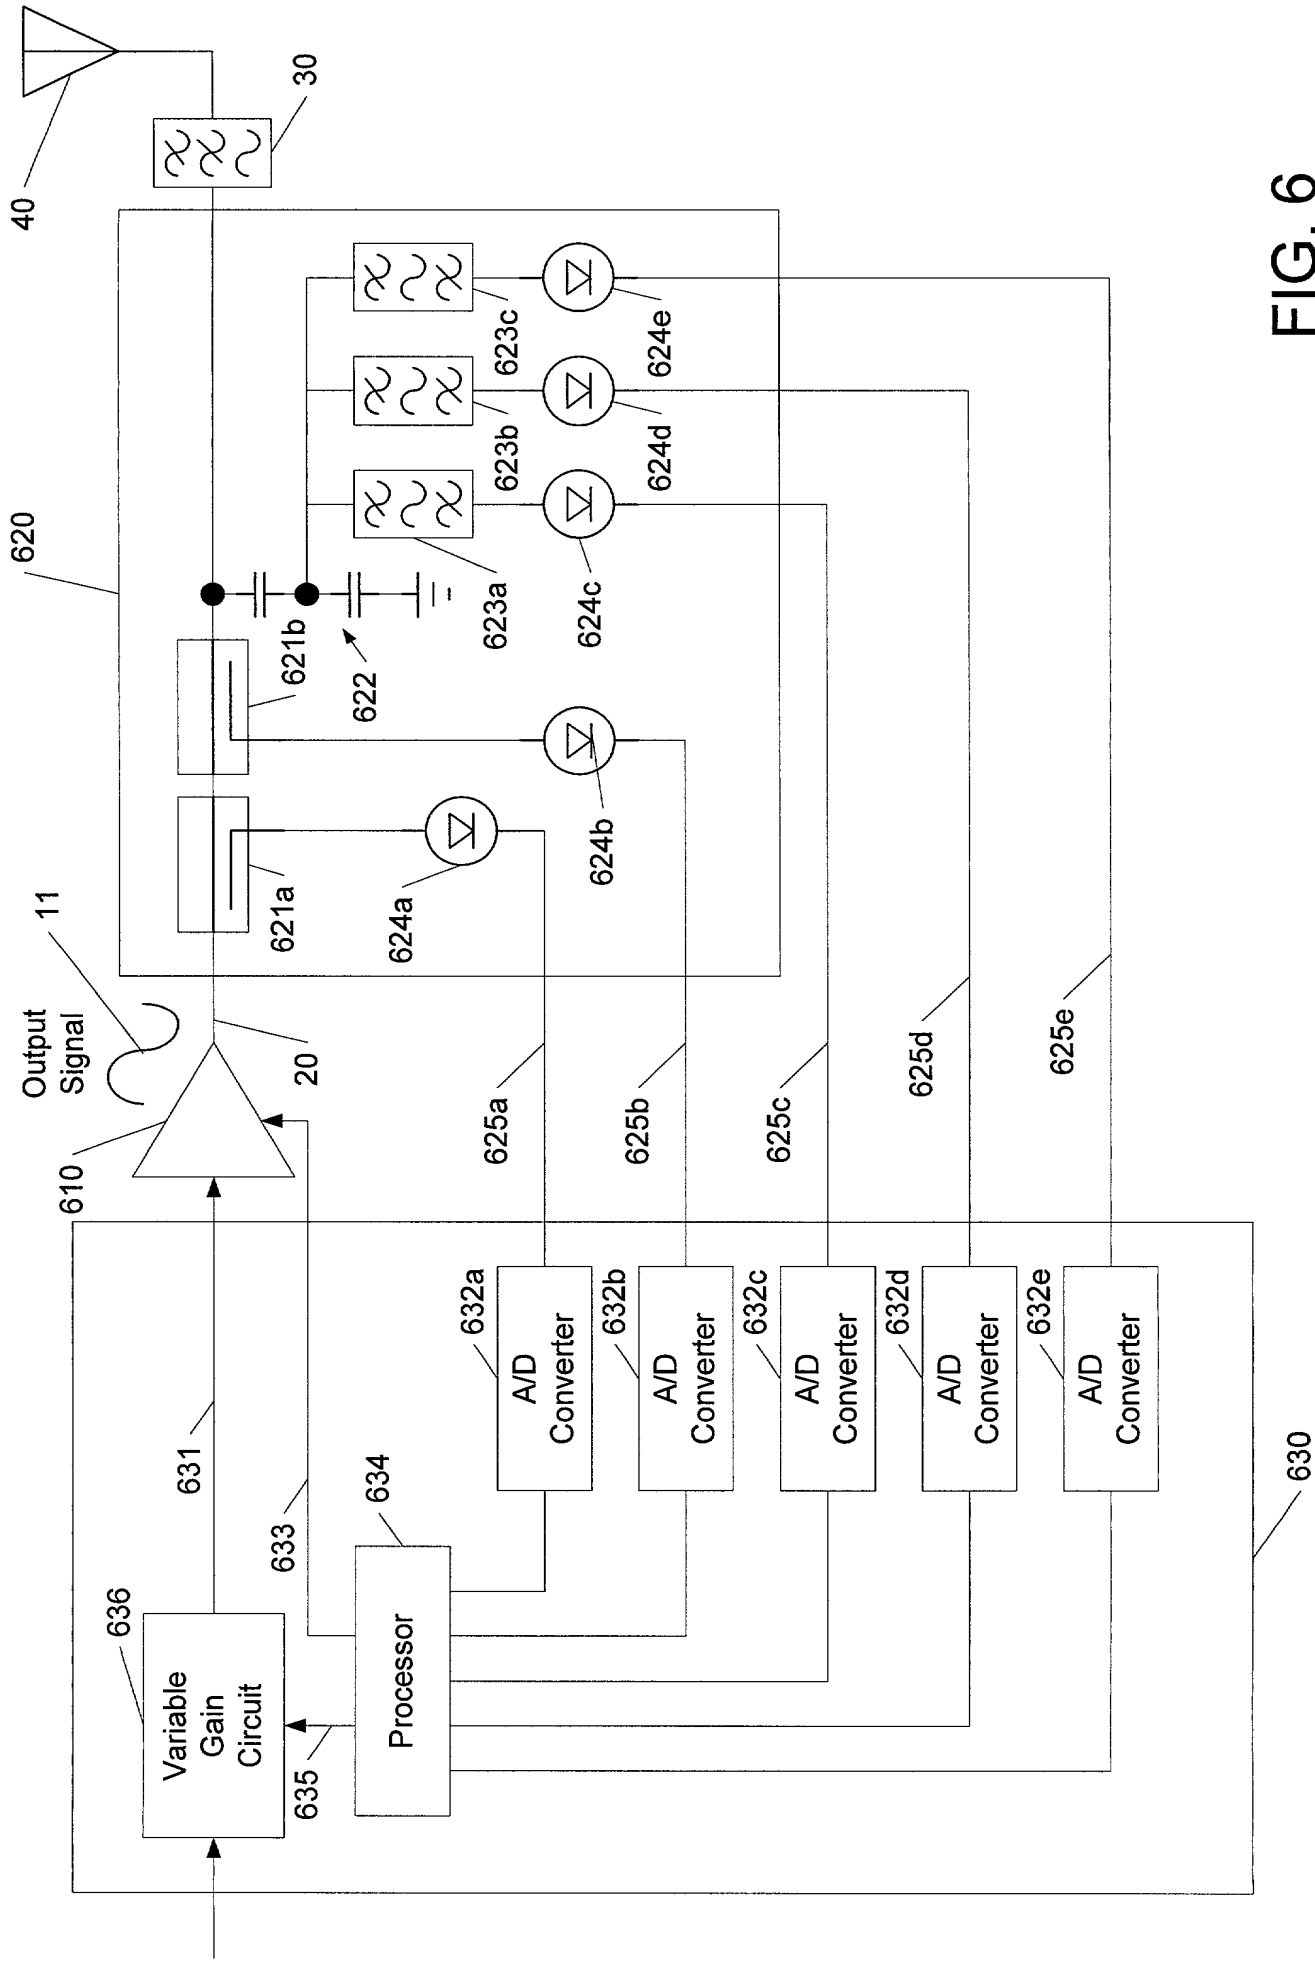 40
30
620
623c
624e
623b
624d
623a
624c
621b
622
624b
621a
624a
Output
Signal
11
20
610
625a
625b
625c
625d
625e
631
633
636
Variable
Gain
Circuit
635
634
Processor
632a
A/D
Converter
632b
A/D
Converter
632c
A/D
Converter
632d
A/D
Converter
632e
A/D
Converter
630
FIG. 6